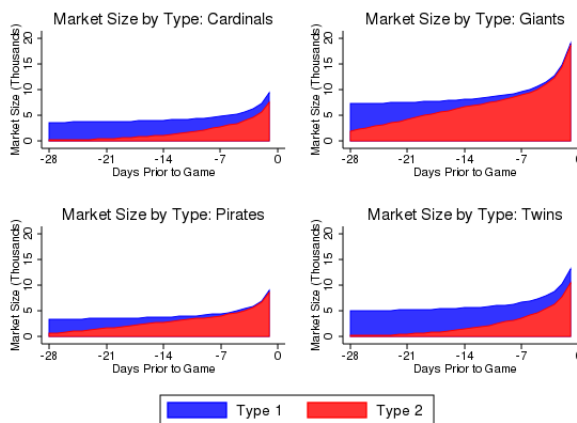 Market Size by Type: Cardinals
Market Size (Thousands)
20
15
10
5
0
-28 -21 -14 -7 0
Days Prior to Game
Market Size by Type: Giants
Market Size (Thousands)
20
15
10
5
0
-28 -21 -14 -7 0
Days Prior to Game
Market Size by Type: Pirates
Market Size (Thousands)
20
15
10
5
0
-28 -21 -14 -7 0
Days Prior to Game
Market Size by Type: Twins
Market Size (Thousands)
20
15
10
5
0
-28 -21 -14 -7 0
Days Prior to Game
Type 1 Type 2